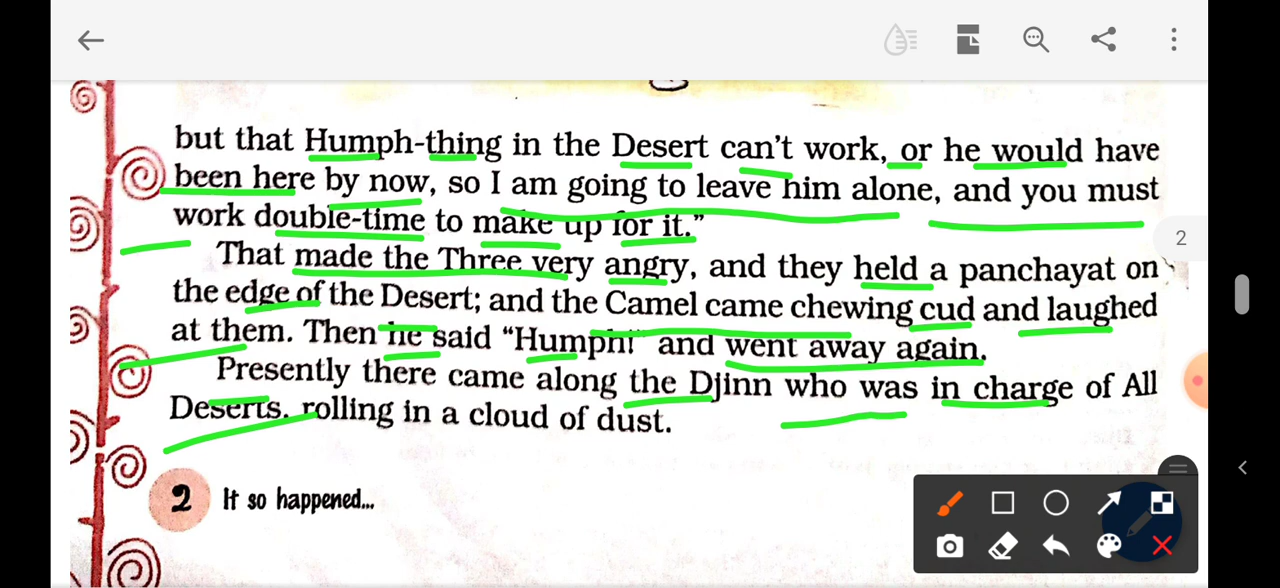 but that Humph-thing in the Desert can't work, or he would have
been here by now, so I am going to leave him alone, and you must
work double-time to make up for it."
That made the Three very angry, and they held a panchayat on
the edge of the Desert; and the Camel came chewing cud and laughed
at them. Then he said "Humph!" and went away again.
Presently there came along the Djinn who was in charge of All
Deserts, rolling in a cloud of dust.
2
2 It so happened...